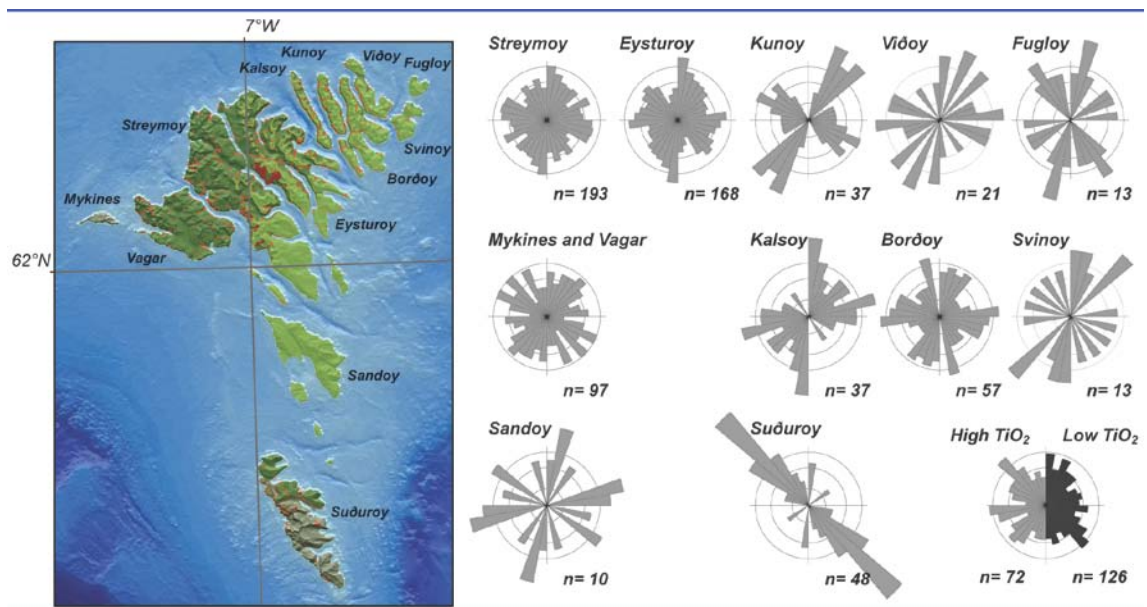 7°W
Kunoy
Viðoy
Kalsoy
Fugloy
Streymoy
Svinoy
Borðoy
Mykines
Eysturoy
Vagar
62°N
Sandoy
Suðuroy
Streymoy Eysturoy Kunoy Viðoy Fugloy
n= 193 n= 168 n= 37 n= 21 n= 13
Mykines and Vagar Kalsoy Borðoy Svinoy
n= 97 n= 37 n= 57 n= 13
Sandoy Suðuroy High TiO₂ Low TiO₂
n= 10 n= 48 n= 72 n= 126